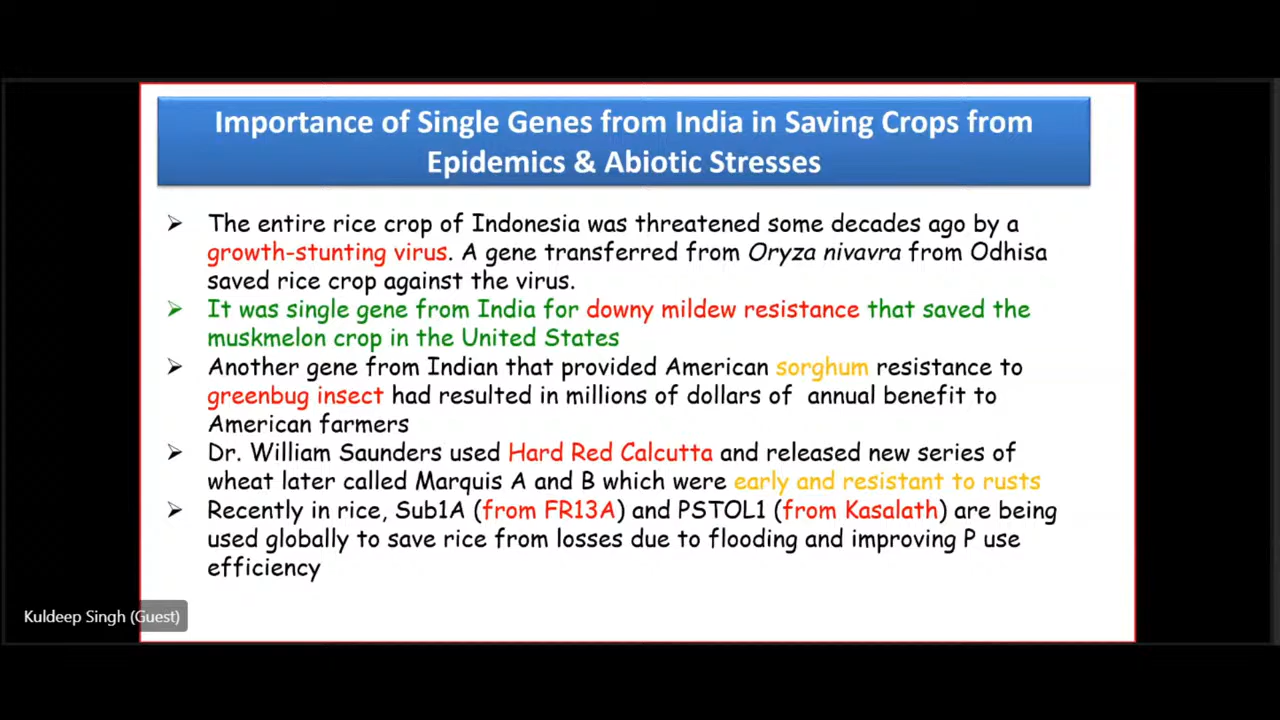 Importance of Single Genes from India in Saving Crops from
Epidemics & Abiotic Stresses
➢ The entire rice crop of Indonesia was threatened some decades ago by a
growth-stunting virus. A gene transferred from Oryza nivavra from Odhisa
saved rice crop against the virus.
➢ It was single gene from India for downy mildew resistance that saved the
muskmelon crop in the United States
➢ Another gene from Indian that provided American sorghum resistance to
greenbug insect had resulted in millions of dollars of annual benefit to
American farmers
➢ Dr. William Saunders used Hard Red Calcutta and released new series of
wheat later called Marquis A and B which were early and resistant to rusts
➢ Recently in rice, Sub1A (from FR13A) and PSTOL1 (from Kasalath) are being
used globally to save rice from losses due to flooding and improving P use
efficiency
Kuldeep Singh (Guest)